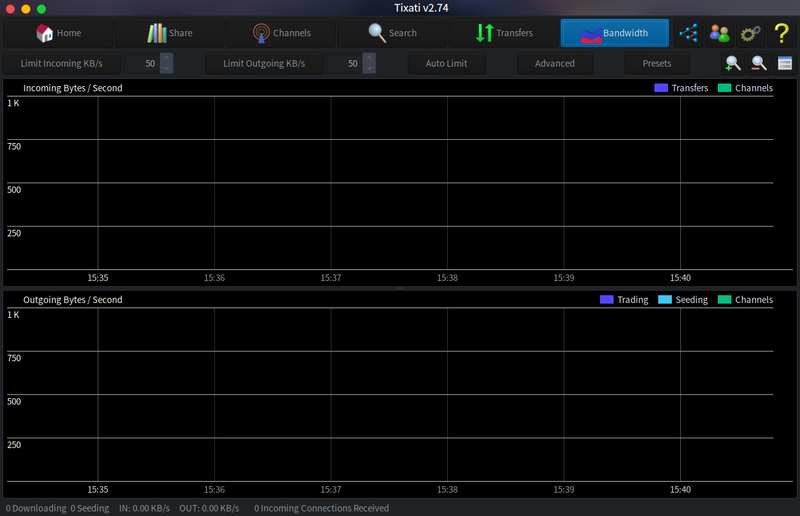 Tixati v2.74
Home Share Channels Search Transfers Bandwidth ?
Limit Incoming KB/s 50 Limit Outgoing KB/s 50 Auto Limit Advanced Presets
Incoming Bytes / Second Transfers Channels
1 K
750
500
250
15:35 15:36 15:37 15:38 15:39 15:40
Outgoing Bytes / Second Trading Seeding Channels
1 K
750
500
250
15:35 15:36 15:37 15:38 15:39 15:40
0 Downloading 0 Seeding IN: 0.00 KB/s OUT: 0.00 KB/s 0 Incoming Connections Received